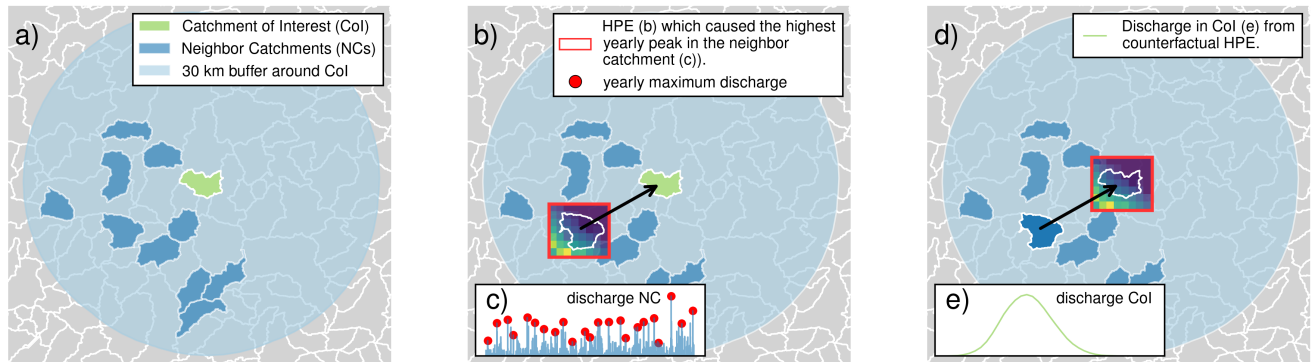 a)
Catchment of Interest (CoI)
Neighbor Catchments (NCs)
30 km buffer around CoI
b)
HPE (b) which caused the highest
yearly peak in the neighbor
catchment (c)).
yearly maximum discharge
c)
discharge NC
d)
Discharge in CoI (e) from
counterfactual HPE.
e)
discharge CoI